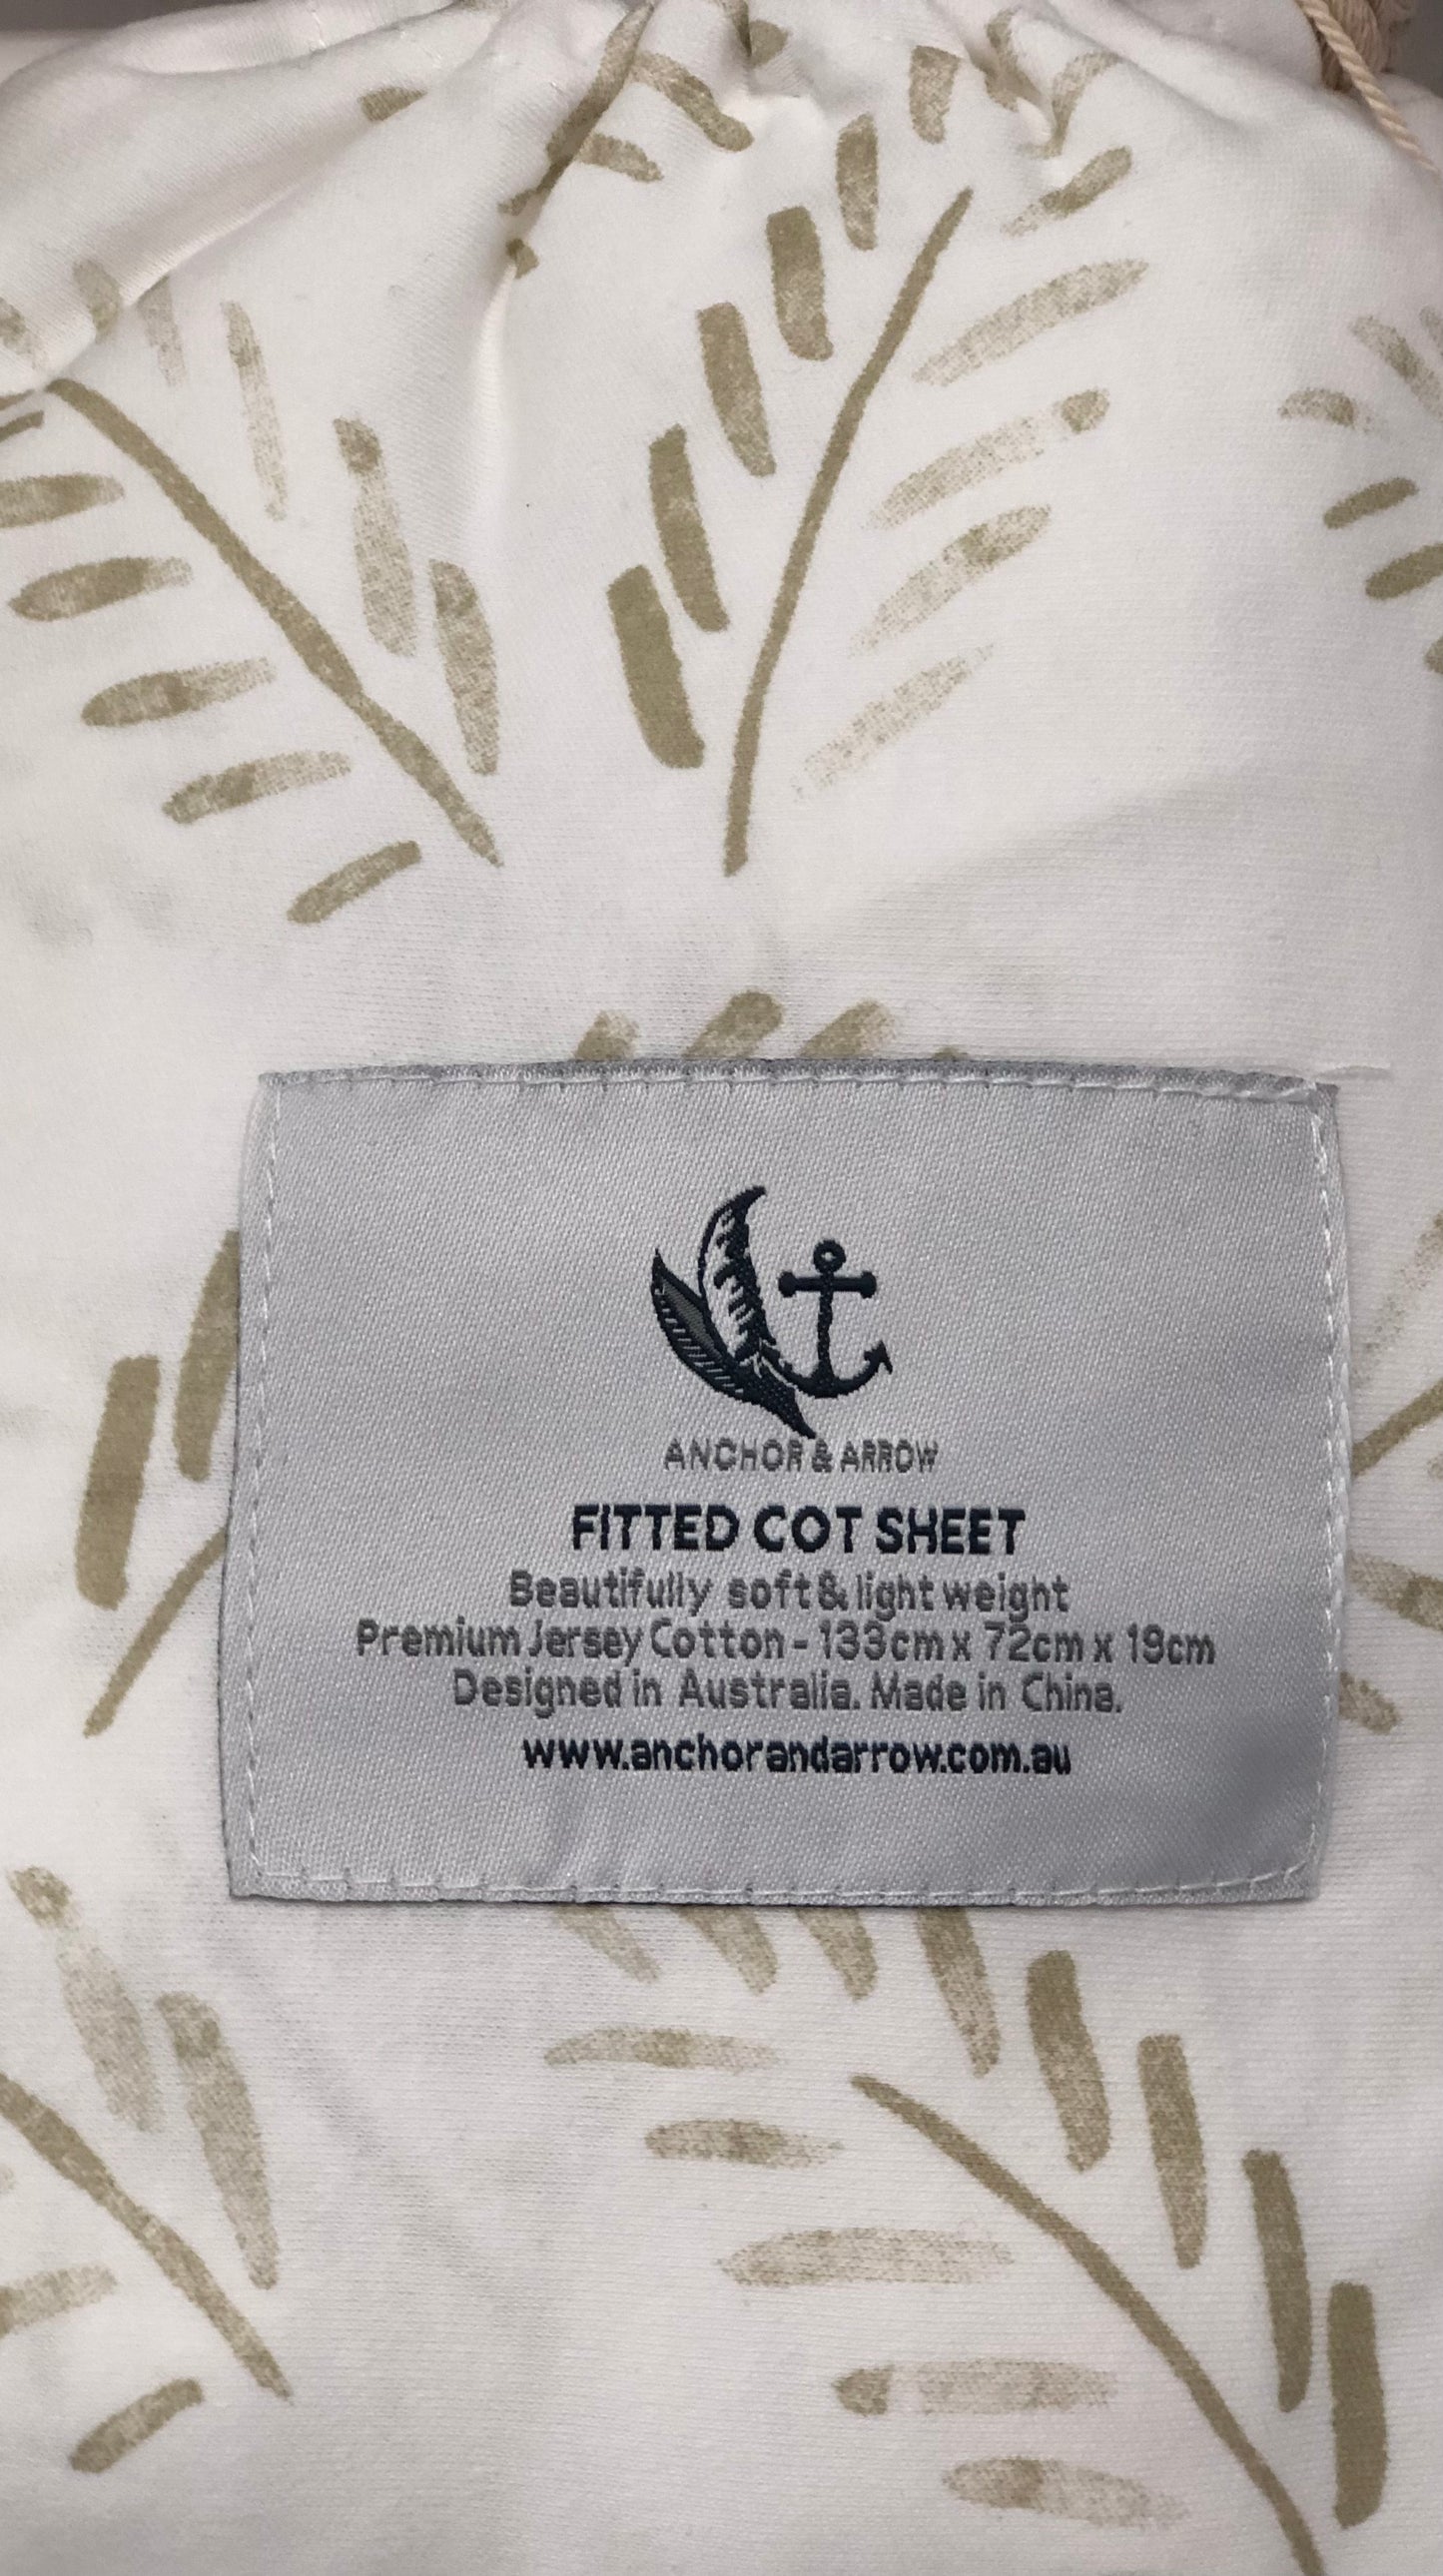 ANCHOR & ARROW
FITTED COT SHEET
Beautifully soft & light weight
Premium Jersey Cotton - 133cm x 72cm x 19cm
Designed in Australia. Made in China.
www.anchorandarrow.com.au